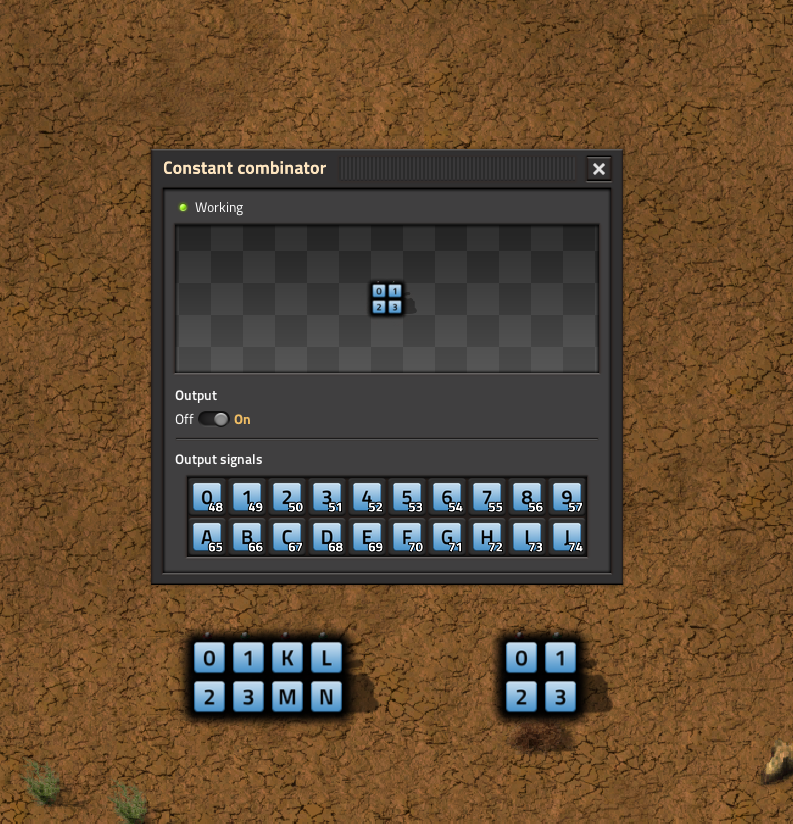 Constant combinator
Working
0 1
2 3
Output
Off On
Output signals
0 48 1 49 2 50 3 51 4 52 5 53 6 54 7 55 8 56 9 57
A 65 B 66 C 67 D 68 E 69 F 70 G 71 H 72 I 73 J 74
0 1 K L
2 3 M N
0 1
2 3